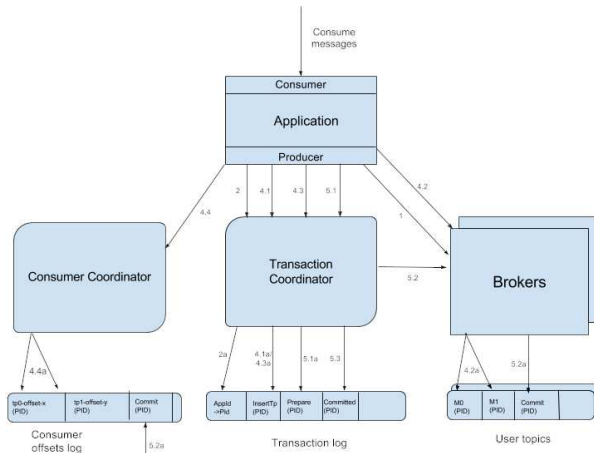 Consume
messages
Consumer
Application
Producer
2
4.1
4.3
5.1
4.2
4.4
1
Consumer Coordinator
Transaction
Coordinator
5.2
Brokers
4.4a
2a
4.1a/
4.3a
5.1a
5.3
4.2a
5.2a
tp0-offset-x
(PID)
tp1-offset-y
(PID)
Commit
(PID)
AppId
->Pid
InsertTp
(PID)
Prepare
(PID)
Committed
(PID)
M0
(PID)
M1
(PID)
Commit
(PID)
Consumer
offsets log
5.2a
Transaction log
User topics